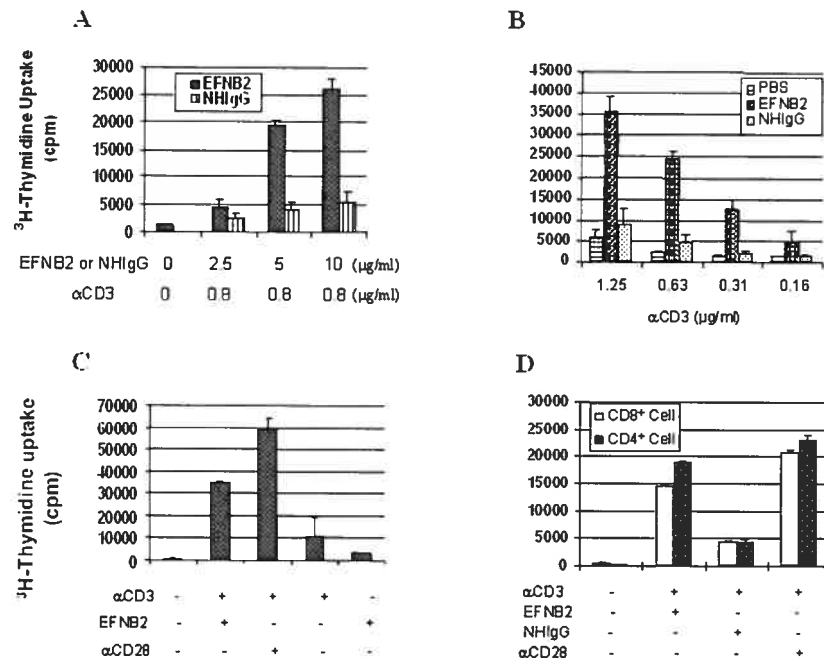 A
³H-Thymidine Uptake
(cpm)
30000
25000
20000
15000
10000
5000
0
EFNB2
NHIgG
EFNB2 or NHIgG 0 2.5 5 10 (μg/ml)
αCD3 0 0.8 0.8 0.8 (μg/ml)
B
45000
40000
35000
30000
25000
20000
15000
10000
5000
0
PBS
EFNB2
NHIgG
1.25 0.63 0.31 0.16
αCD3 (μg/ml)
C
³H-Thymidine uptake
(cpm)
70000
60000
50000
40000
30000
20000
10000
0
αCD3 - + + + -
EFNB2 - + - - +
αCD28 - - + - -
D
30000
25000
20000
15000
10000
5000
0
CD8⁺ Cell
CD4⁺ Cell
αCD3 - + + +
EFNB2 - + - -
NHIgG - - + -
αCD28 - - - +